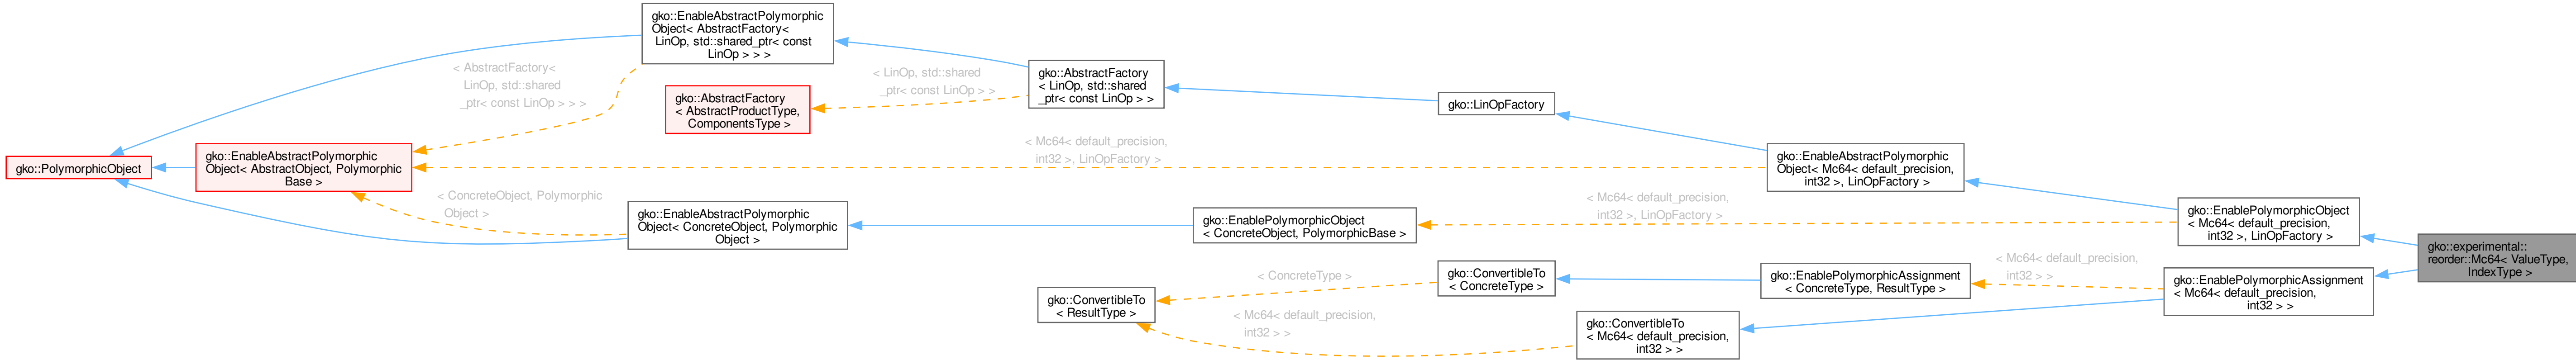 gko::PolymorphicObject
gko::EnableAbstractPolymorphic
Object< AbstractObject, Polymorphic
Base >
gko::EnableAbstractPolymorphic
Object< AbstractFactory<
LinOp, std::shared_ptr< const
LinOp > > >
< AbstractFactory<
LinOp, std::shared
_ptr< const LinOp > > >
gko::AbstractFactory
< AbstractProductType,
ComponentsType >
< LinOp, std::shared
_ptr< const LinOp > >
gko::AbstractFactory
< LinOp, std::shared
_ptr< const LinOp > >
gko::LinOpFactory
< Mc64< default_precision,
int32 >, LinOpFactory >
gko::EnableAbstractPolymorphic
Object< Mc64< default_precision,
int32 >, LinOpFactory >
< ConcreteObject, Polymorphic
Object >
gko::EnableAbstractPolymorphic
Object< ConcreteObject, Polymorphic
Object >
gko::EnablePolymorphicObject
< ConcreteObject, PolymorphicBase >
< Mc64< default_precision,
int32 >, LinOpFactory >
gko::EnablePolymorphicObject
< Mc64< default_precision,
int32 >, LinOpFactory >
gko::experimental::
reorder::Mc64< ValueType,
IndexType >
gko::ConvertibleTo
< ResultType >
< ConcreteType >
gko::ConvertibleTo
< ConcreteType >
gko::EnablePolymorphicAssignment
< ConcreteType, ResultType >
< Mc64< default_precision,
int32 > >
gko::EnablePolymorphicAssignment
< Mc64< default_precision,
int32 > >
< Mc64< default_precision,
int32 > >
gko::ConvertibleTo
< Mc64< default_precision,
int32 > >